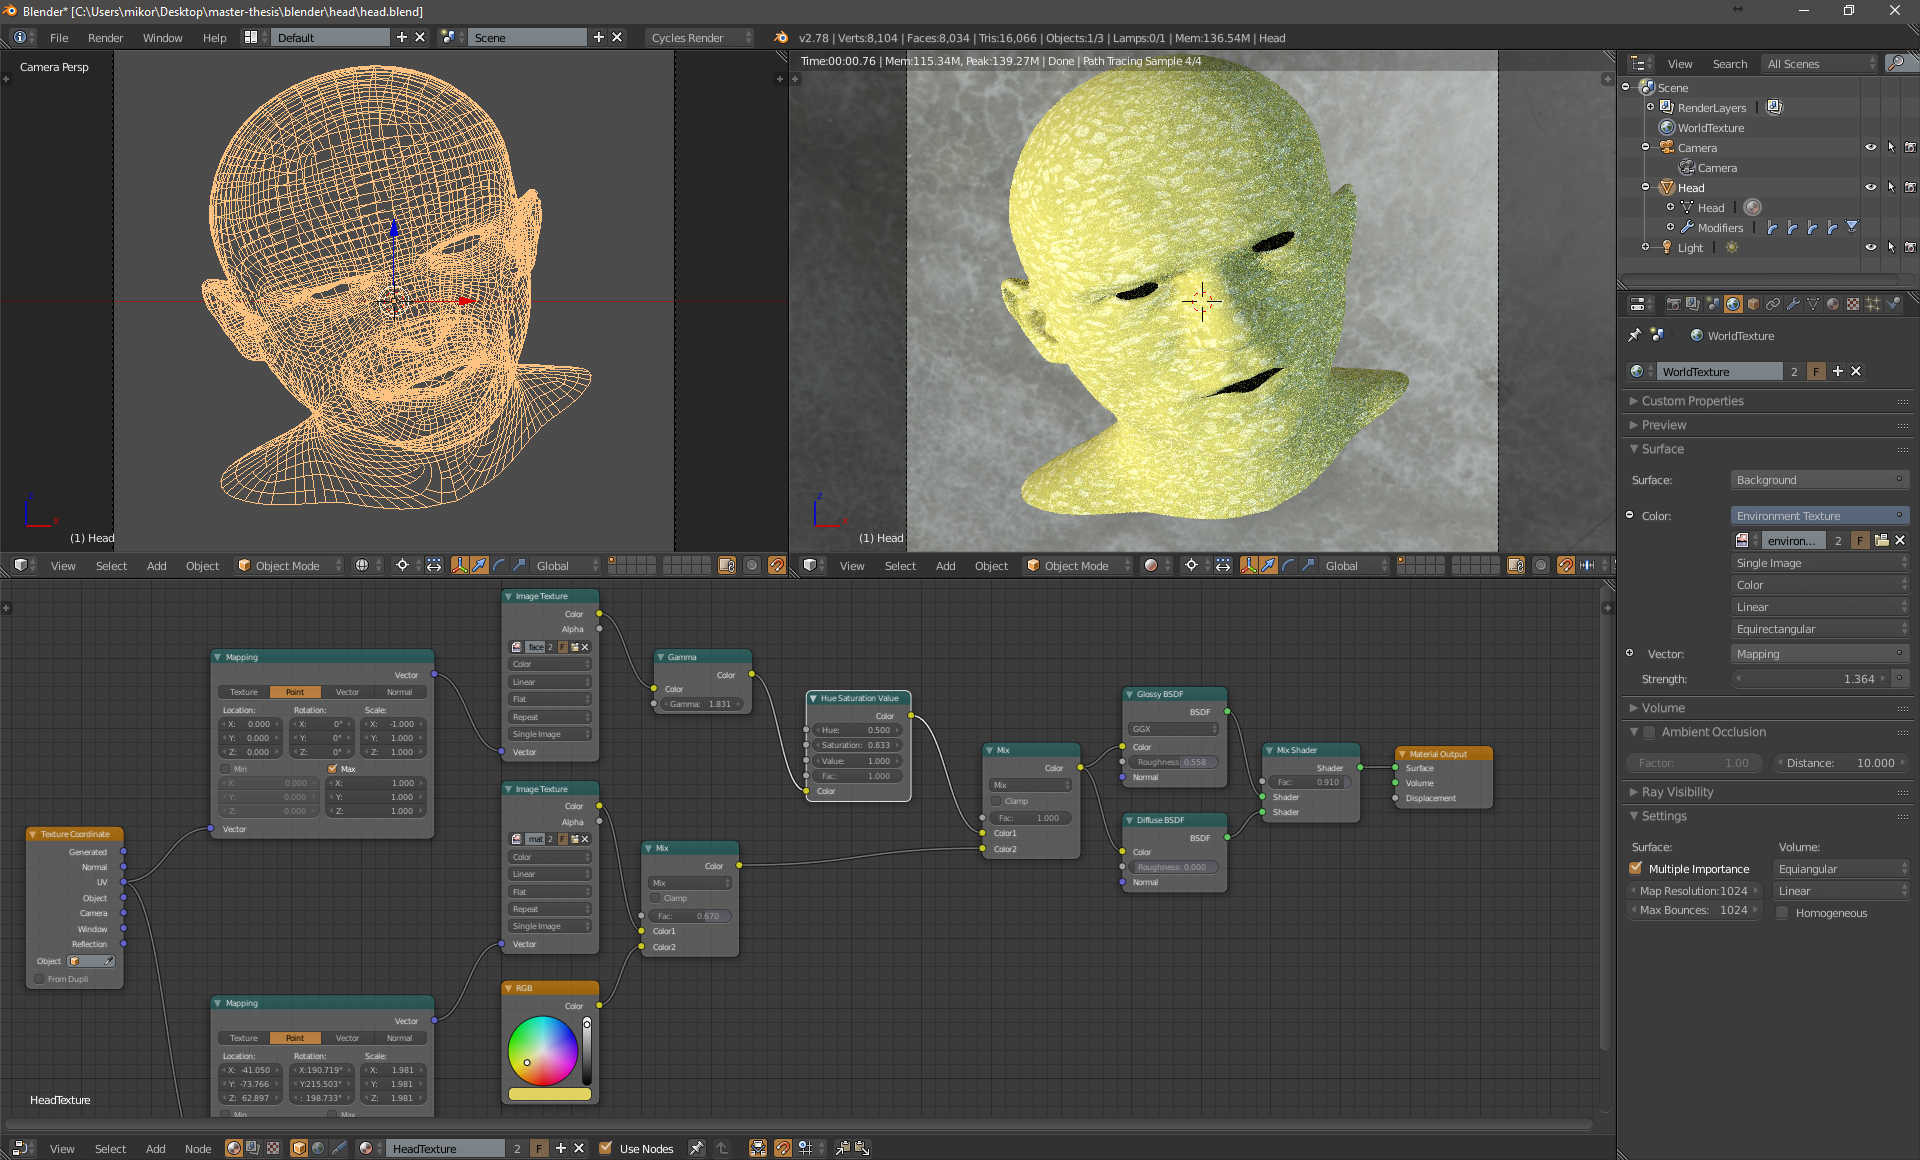 Blender* [C:\Users\mikor\Desktop\master-thesis\blender\head\head.blend]
File Render Window Help Default Scene Cycles Render v2.78 | Verts:8,104 | Faces:8,034 | Tris:16,066 | Objects:1/3 | Lamps:0/1 | Mem:136.54M | Head
Camera Persp
(1) Head
View Select Add Object Object Mode Global
Time:00:00.76 | Mem:115.34M, Peak:139.27M | Done | Path Tracing Sample 4/4
(1) Head
View Select Add Object Object Mode Global
View Search All Scenes
Scene
RenderLayers |
WorldTexture
Camera
Camera
Head
Head |
Modifiers |
Light |
WorldTexture
WorldTexture 2 F
Custom Properties
Preview
Surface
Surface: Background
Color: Environment Texture
environ... 2 F
Single Image
Color
Linear
Equirectangular
Vector: Mapping
Strength: 1.364
Volume
Ambient Occlusion
Factor: 1.00 Distance: 10.000
Ray Visibility
Settings
Surface: Volume:
Multiple Importance Equiangular
Map Resolution:1024 Linear
Max Bounces: 1024 Homogeneous
Texture Coordinate
Generated
Normal
UV
Object
Camera
Window
Reflection
Object
From Dupli
Mapping
Vector
Texture Point Vector Normal
Location: Rotation: Scale:
X: 0.000 X: 0° X: -1.000
Y: 0.000 Y: 0° Y: 1.000
Z: 0.000 Z: 0° Z: 1.000
Min Max
X: 0.000 X: 1.000
Y: 0.000 Y: 1.000
Z: 0.000 Z: 1.000
Vector
Mapping
Vector
Texture Point Vector Normal
Location: Rotation: Scale:
X: -41.050 X:190.719° X: 1.981
Y: -73.766 Y:215.503° Y: 1.981
Z: 62.897 : 198.733° Z: 1.981
Min Max
Image Texture
Color
Alpha
face 2 F
Color
Linear
Flat
Repeat
Single Image
Vector
Image Texture
Color
Alpha
mat 2 F
Color
Linear
Flat
Repeat
Single Image
Vector
RGB
Color
Gamma
Color
Color
Gamma: 1.831
Mix
Color
Mix
Clamp
Fac: 0.670
Color1
Color2
Hue Saturation Value
Color
Hue: 0.500
Saturation: 0.833
Value: 1.000
Fac: 1.000
Color
Mix
Color
Mix
Clamp
Fac: 1.000
Color1
Color2
Glossy BSDF
BSDF
GGX
Color
Roughness: 0.558
Normal
Diffuse BSDF
BSDF
Color
Roughness: 0.000
Normal
Mix Shader
Shader
Fac: 0.910
Shader
Shader
Material Output
Surface
Volume
Displacement
HeadTexture
View Select Add Node HeadTexture 2 F Use Nodes